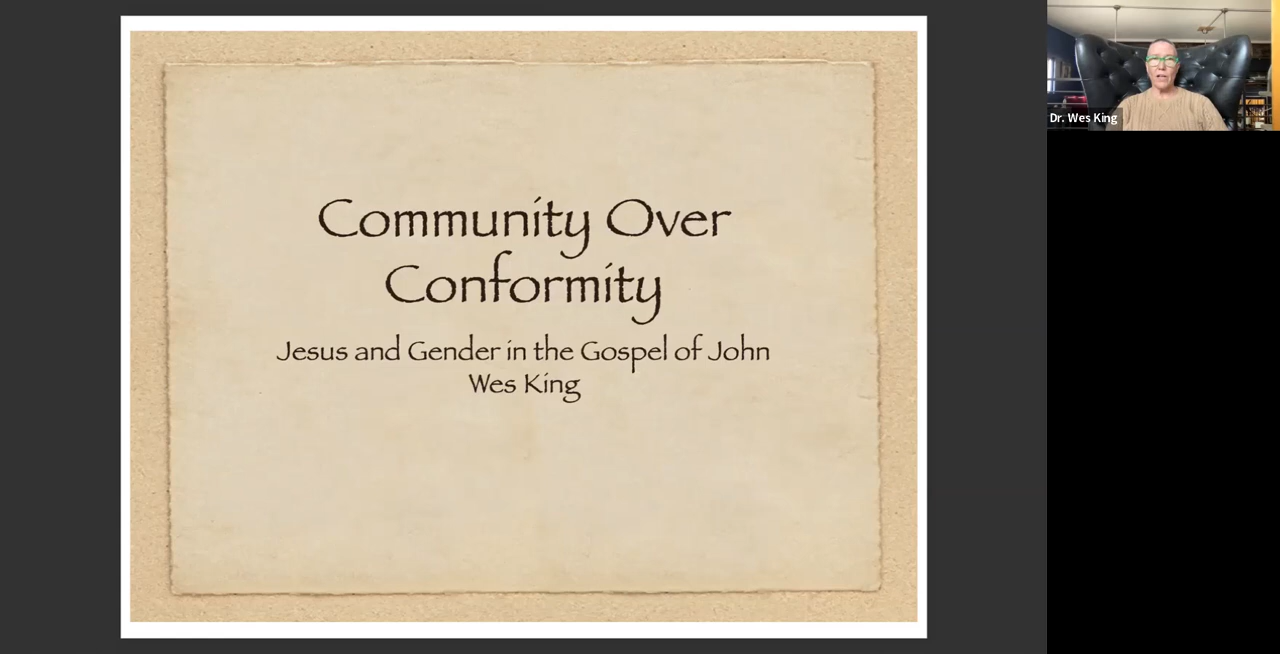 Community Over
Conformity
Jesus and Gender in the Gospel of John
Wes King
Dr. Wes King